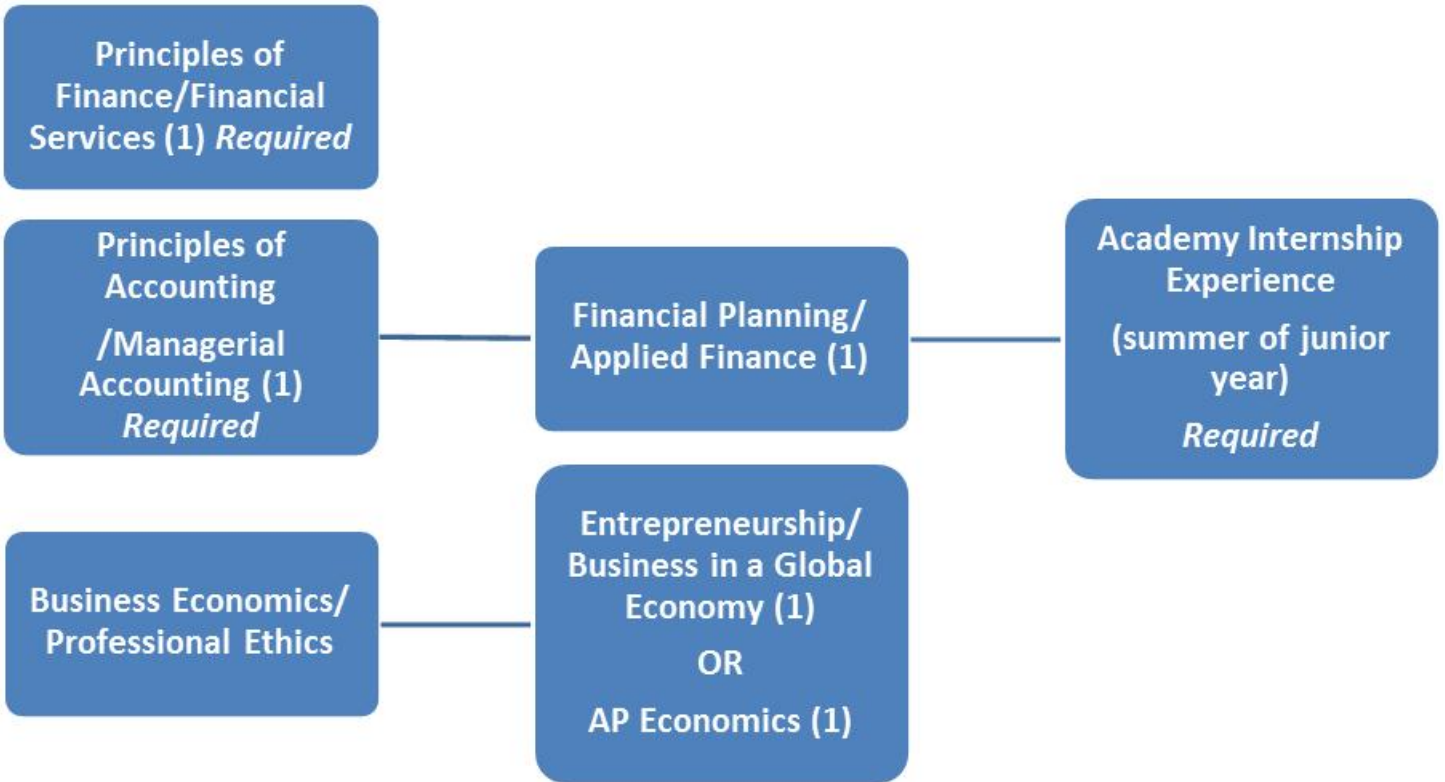 Principles of
Finance/Financial
Services (1) Required
Principles of
Accounting
/Managerial
Accounting (1)
Required
Business Economics/
Professional Ethics
Financial Planning/
Applied Finance (1)
Entrepreneurship/
Business in a Global
Economy (1)
OR
AP Economics (1)
Academy Internship
Experience
(summer of junior
year)
Required